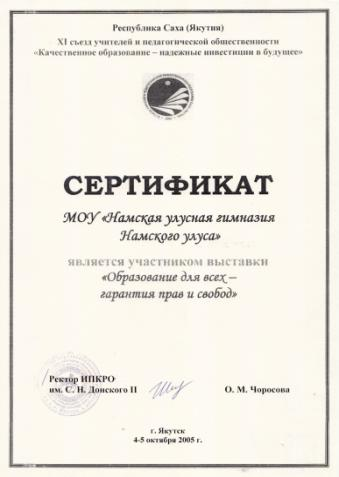 Республика Саха (Якутия)
XI съезд учителей и педагогической общественности
«Качественное образование – надежные инвестиции в будущее»
СЕРТИФИКАТ
МОУ «Намская улусная гимназия
Намского улуса»
является участником выставки
«Образование для всех –
гарантия прав и свобод»
Ректор ИПКРО
им. С. Н. Донского II
О. М. Чоросова
г. Якутск
4-5 октября 2005 г.